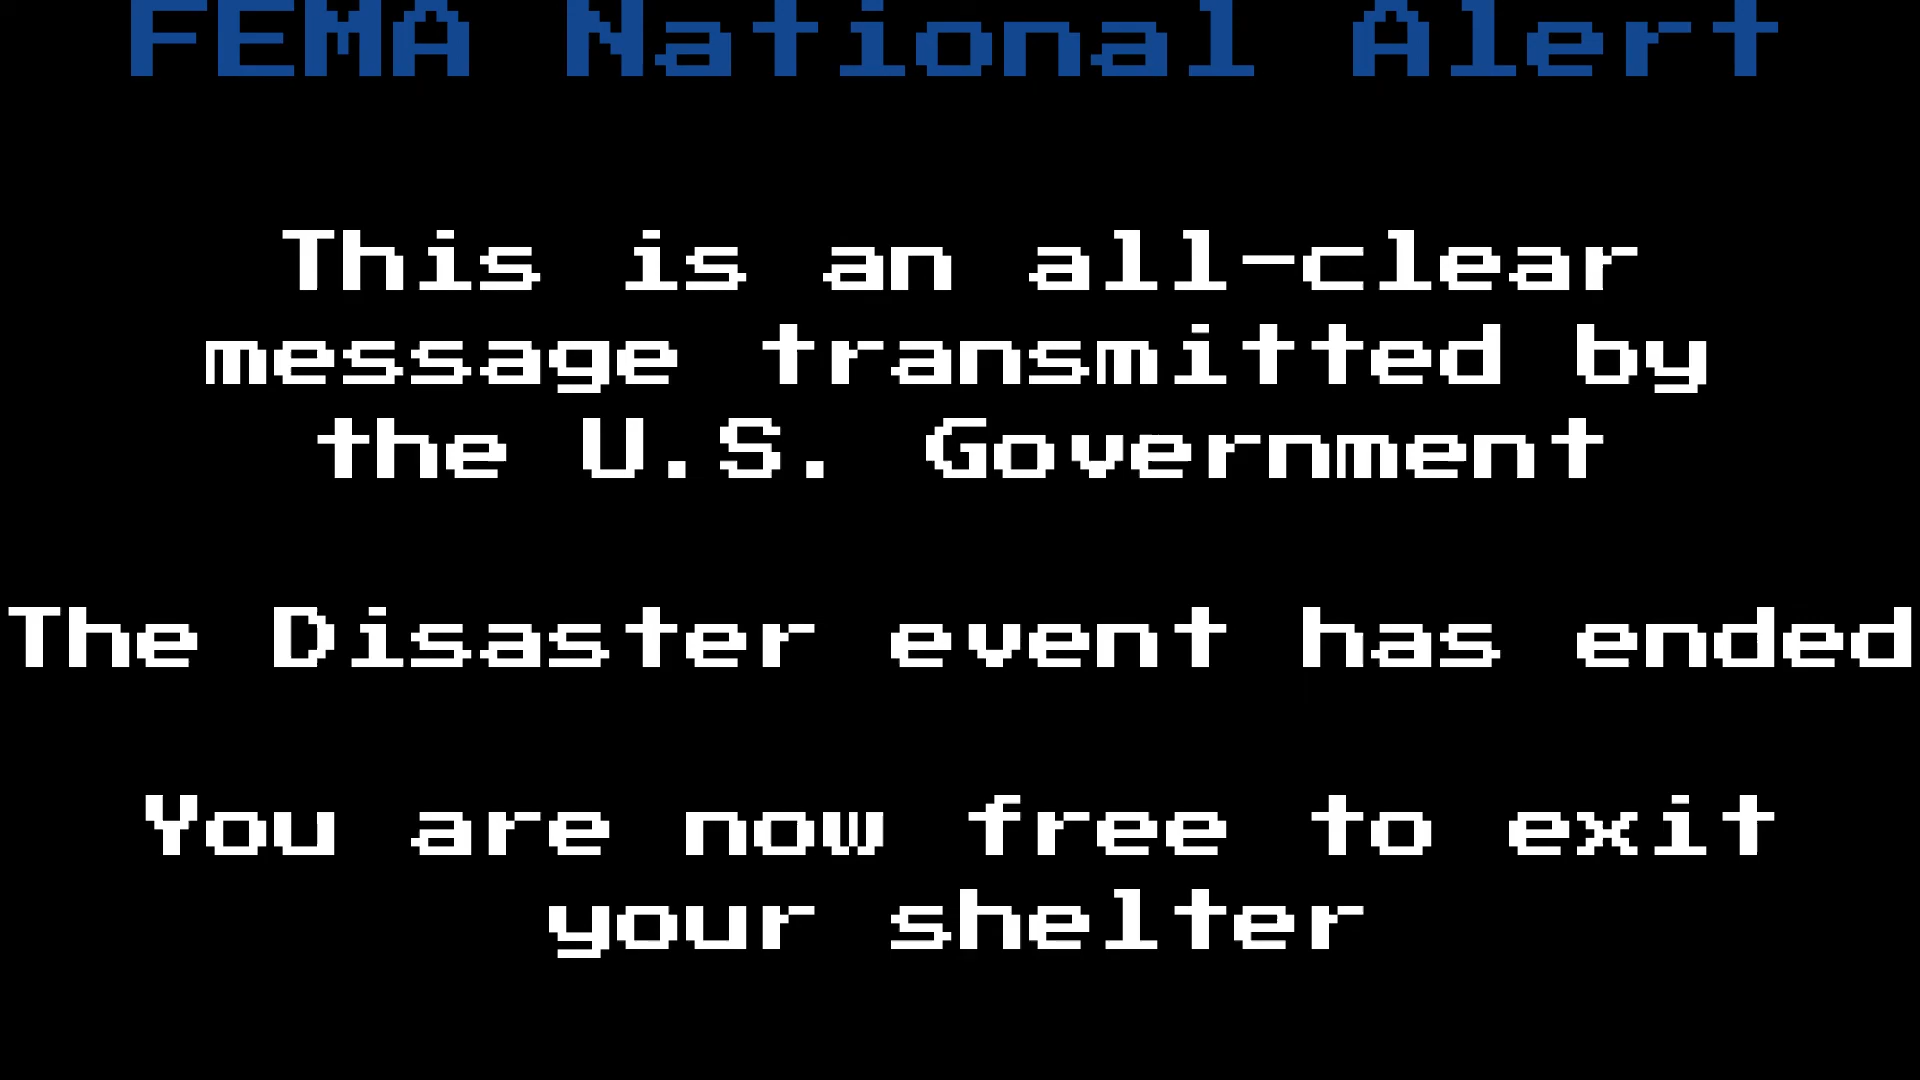 FEMA National Alert
This is an all-clear
message transmitted by
the U.S. Government
The Disaster event has ended
You are now free to exit
your shelter